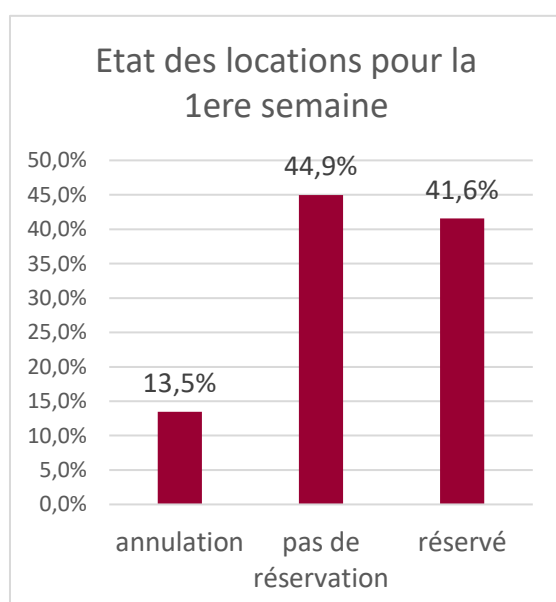 Etat des locations pour la
1ere semaine
50,0%
45,0%
40,0%
35,0%
30,0%
25,0%
20,0%
15,0%
10,0%
5,0%
0,0%
13,5%
44,9%
41,6%
annulation
pas de
réservation
réservé